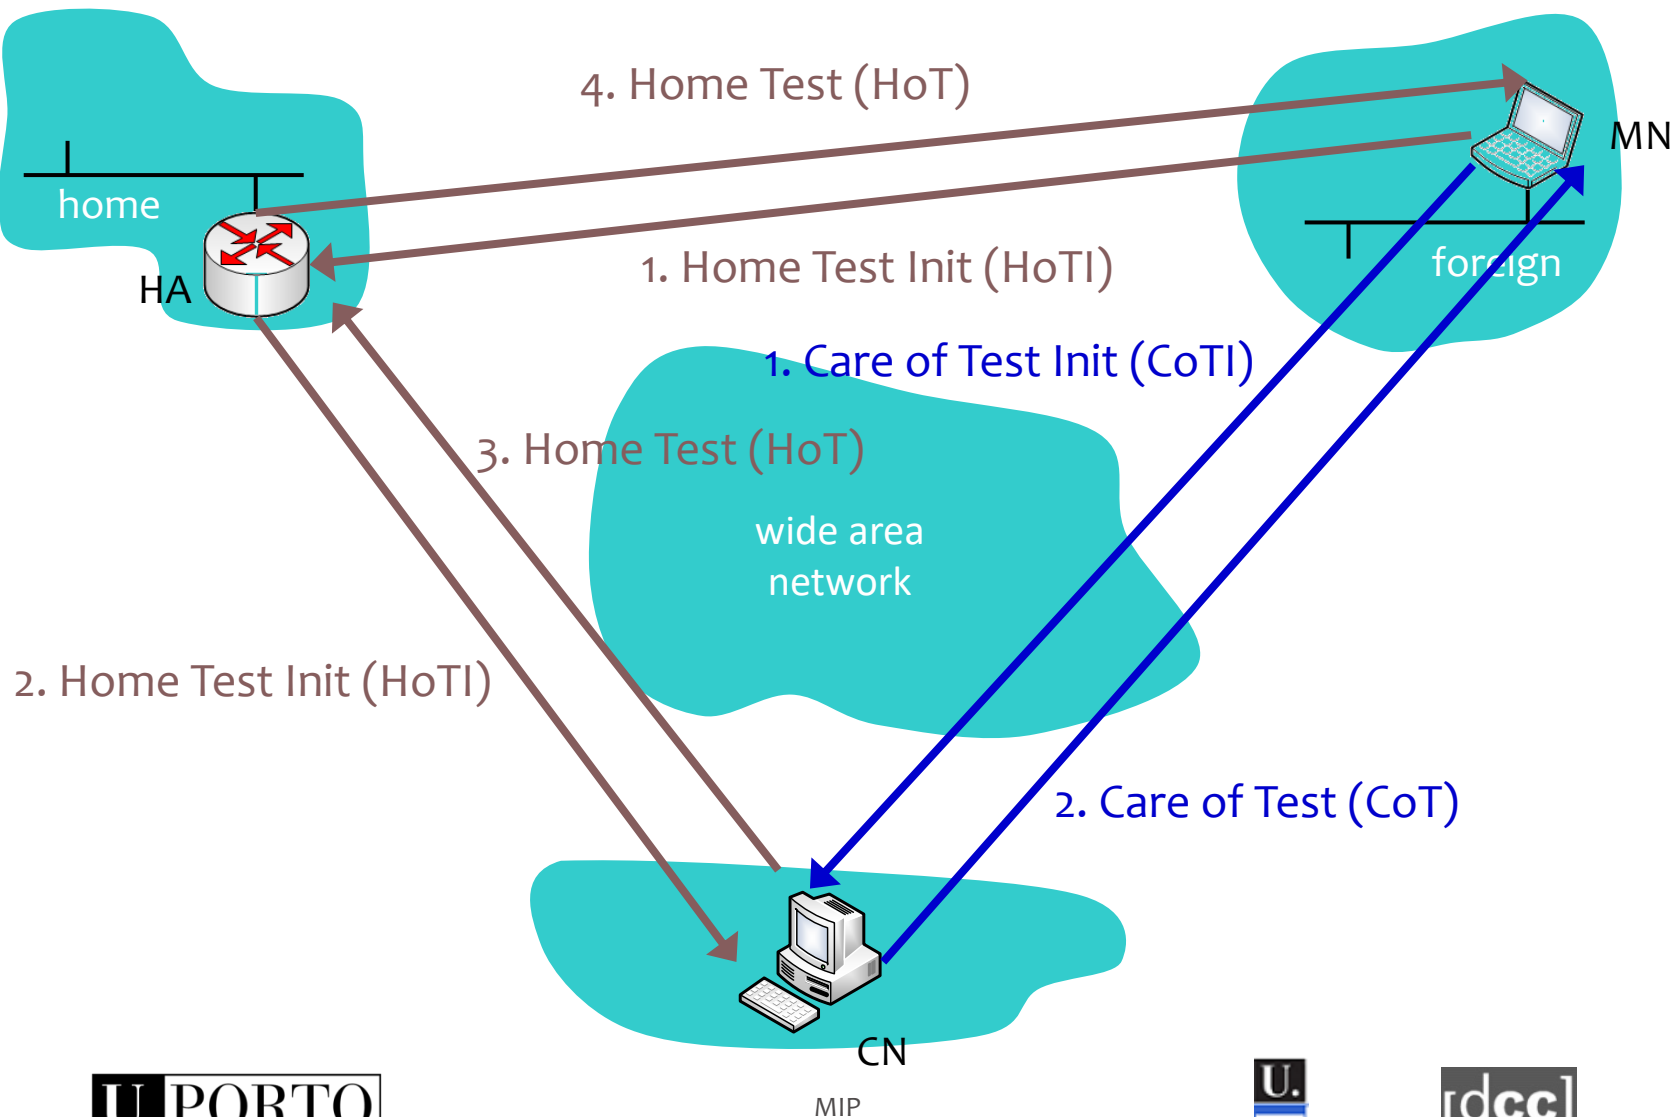 4. Home Test (HoT)
MN
home
1. Home Test Init (HoTI)
foreign
HA
1. Care of Test Init (CoTI)
3. Home Test (HoT)
wide area
network
2. Home Test Init (HoTI)
2. Care of Test (CoT)
CN
U.PORTO
MIP
U.
[dcc]